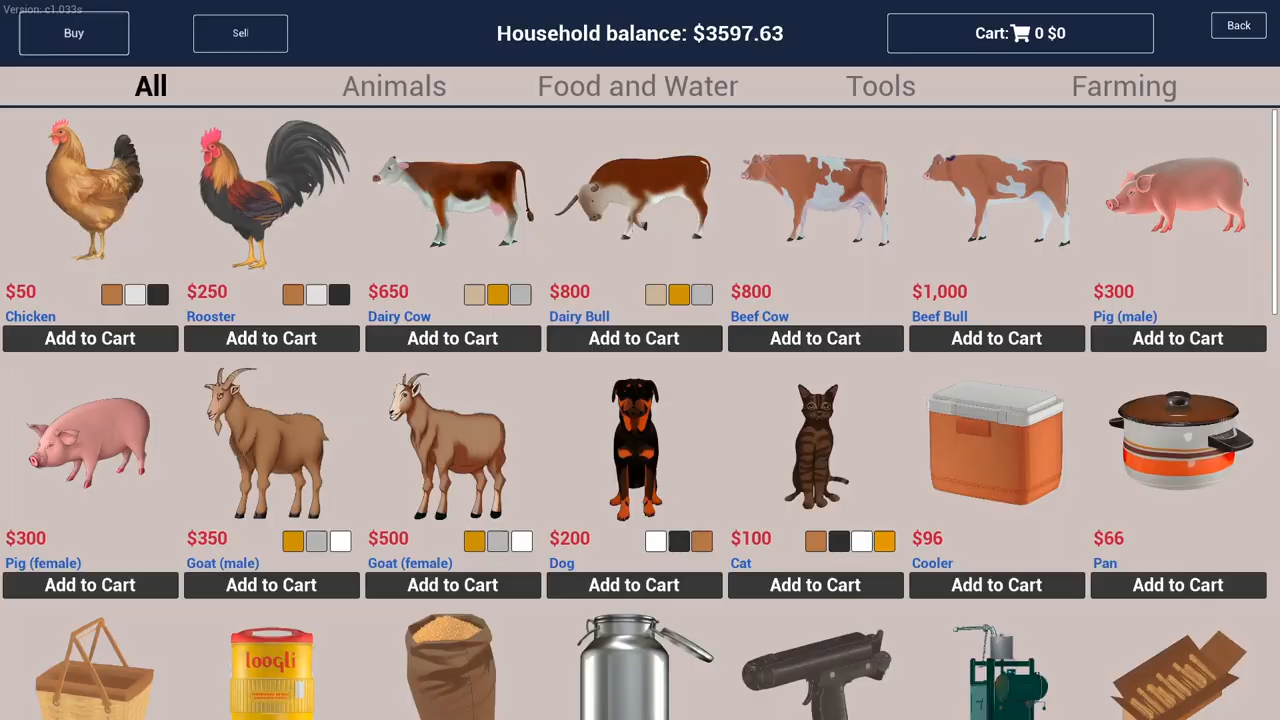 Version: c1.033s
Buy
Sell
Household balance: $3597.63
Cart: 0 $0
Back
All
Animals
Food and Water
Tools
Farming
$50
$250
$650
$800
$800
$1,000
$300
Chicken
Rooster
Dairy Cow
Dairy Bull
Beef Cow
Beef Bull
Pig (male)
Add to Cart
Add to Cart
Add to Cart
Add to Cart
Add to Cart
Add to Cart
Add to Cart
$300
$350
$500
$200
$100
$96
$66
Pig (female)
Goat (male)
Goat (female)
Dog
Cat
Cooler
Pan
Add to Cart
Add to Cart
Add to Cart
Add to Cart
Add to Cart
Add to Cart
Add to Cart
looqli